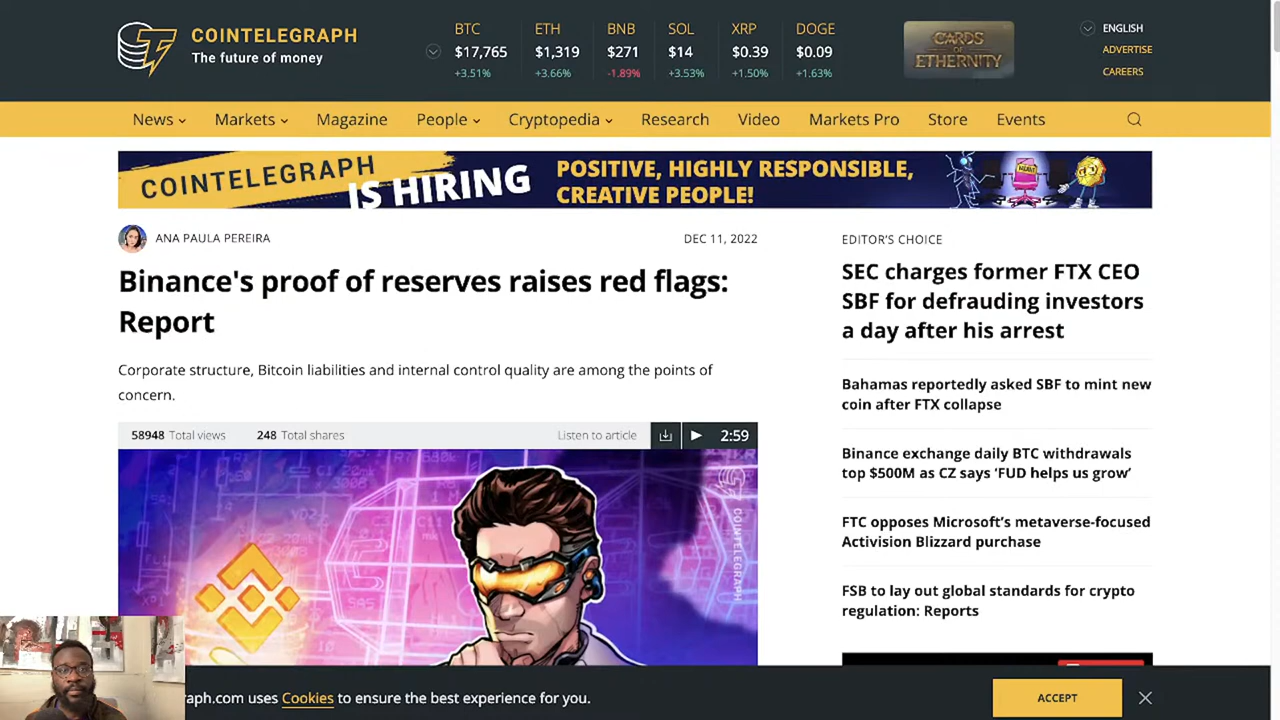 COINTELEGRAPH
The future of money
BTC
$17,765
+3.51%
ETH
$1,319
+3.66%
BNB
$271
-1.89%
SOL
$14
+3.53%
XRP
$0.39
+1.50%
DOGE
$0.09
+1.63%
CARDS
OF
ETHERNITY
ENGLISH
ADVERTISE
CAREERS
News Markets Magazine People Cryptopedia Research Video Markets Pro Store Events
COINTELEGRAPH
IS HIRING
POSITIVE, HIGHLY RESPONSIBLE,
CREATIVE PEOPLE!
ANA PAULA PEREIRA
DEC 11, 2022
Binance's proof of reserves raises red flags:
Report
Corporate structure, Bitcoin liabilities and internal control quality are among the points of
concern.
58948 Total views 248 Total shares Listen to article 2:59
COINTELEGRAPH
EDITOR'S CHOICE
SEC charges former FTX CEO
SBF for defrauding investors
a day after his arrest
Bahamas reportedly asked SBF to mint new
coin after FTX collapse
Binance exchange daily BTC withdrawals
top $500M as CZ says ‘FUD helps us grow’
FTC opposes Microsoft’s metaverse-focused
Activision Blizzard purchase
FSB to lay out global standards for crypto
regulation: Reports
graph.com uses Cookies to ensure the best experience for you.
ACCEPT